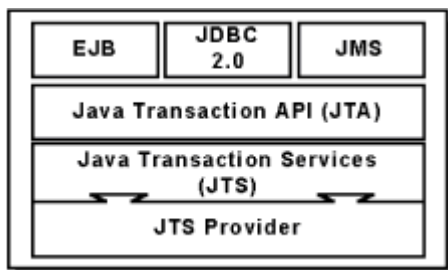 EJB
JDBC
2.0
JMS
Java Transaction API (JTA)
Java Transaction Services
(JTS)
JTS Provider